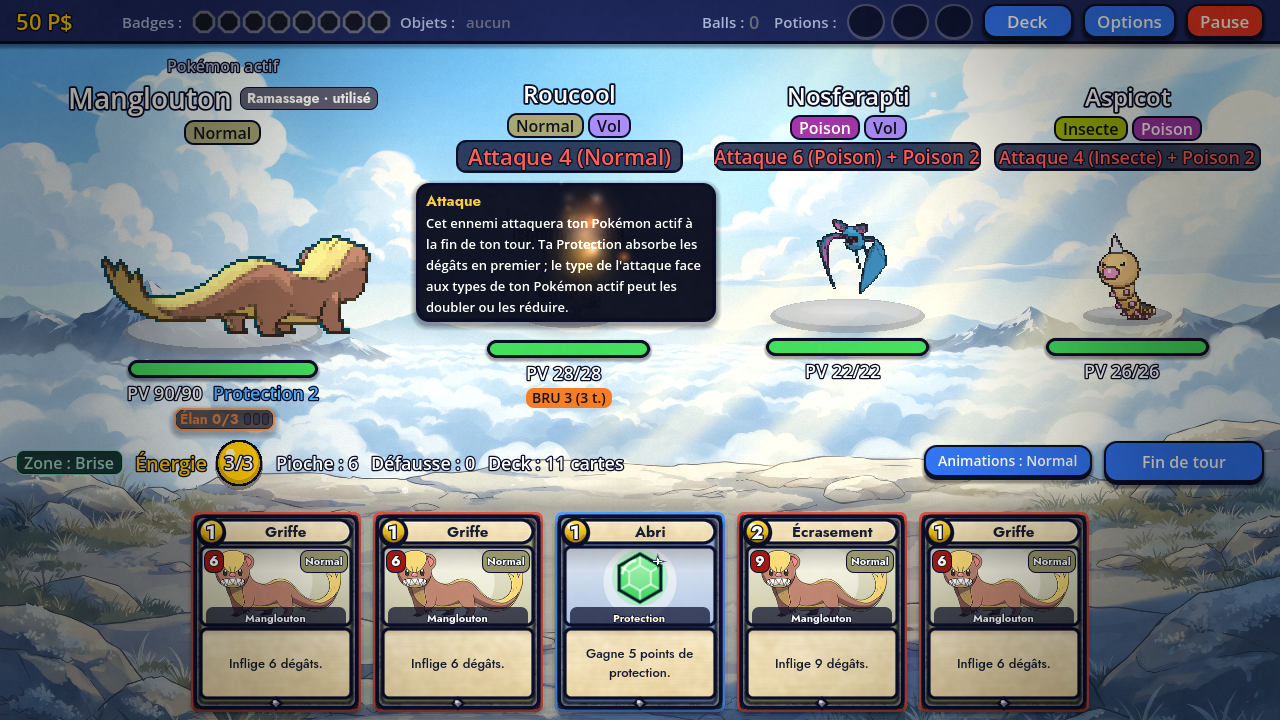 50 P$
Badges :
Objets : aucun
Balls : 0
Potions :
Deck
Options
Pause
Pokémon actif
Manglouton
Ramassage · utilisé
Normal
Roucool
Normal
Vol
Attaque 4 (Normal)
Nosferapti
Poison
Vol
Attaque 6 (Poison) + Poison 2
Aspicot
Insecte
Poison
Attaque 4 (Insecte) + Poison 2
Attaque
Cet ennemi attaquera ton Pokémon actif à
la fin de ton tour. Ta Protection absorbe les
dégâts en premier ; le type de l'attaque face
aux types de ton Pokémon actif peut les
doubler ou les réduire.
PV 90/90 Protection 2
Élan 0/3
PV 28/28
BRU 3 (3 t.)
PV 22/22
PV 26/26
Zone : Brise
Énergie
3/3
Pioche : 6
Défausse : 0
Deck : 11 cartes
Animations : Normal
Fin de tour
1
Griffe
6
Normal
Manglouton
Inflige 6 dégâts.
1
Griffe
6
Normal
Manglouton
Inflige 6 dégâts.
1
Abri
Protection
Gagne 5 points de
protection.
2
Écrasement
9
Normal
Manglouton
Inflige 9 dégâts.
1
Griffe
6
Normal
Manglouton
Inflige 6 dégâts.